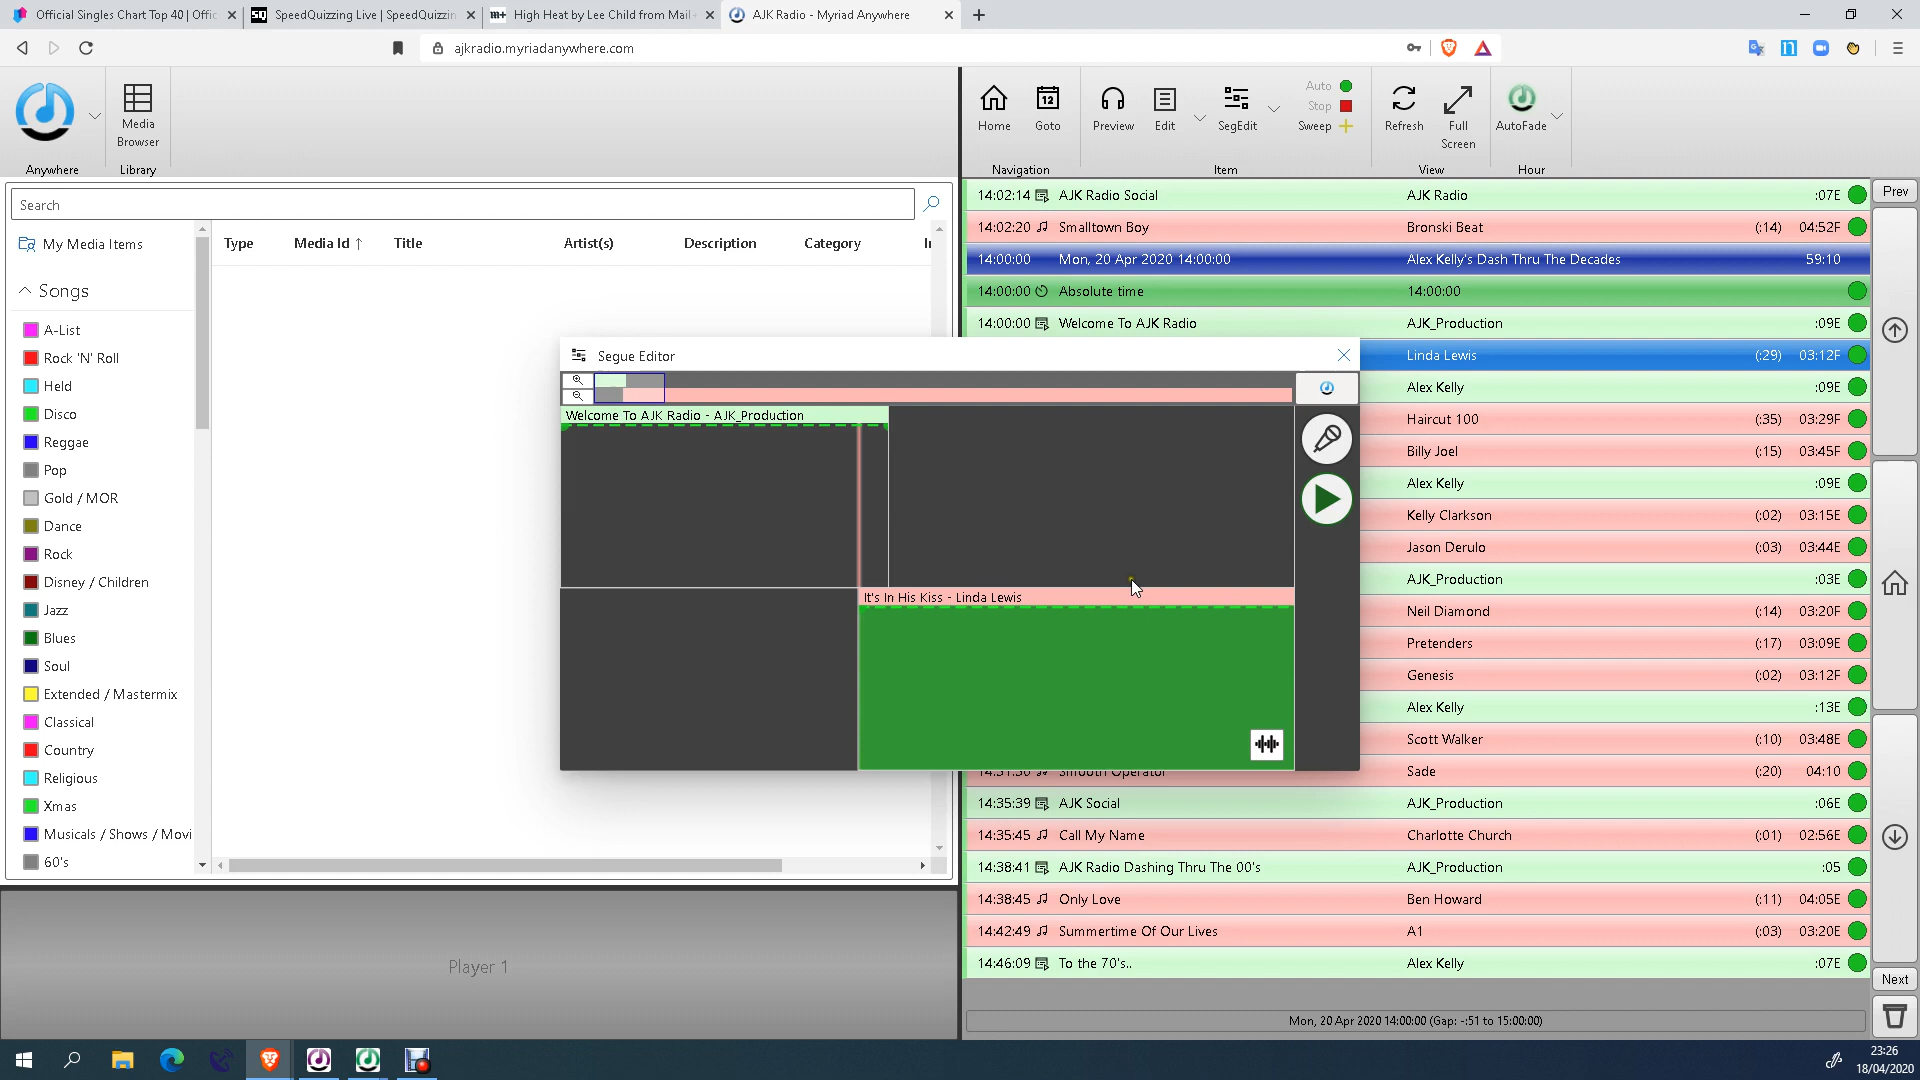 Official Singles Chart Top 40 | Offic
SpeedQuizzing Live | SpeedQuizzin
High Heat by Lee Child from Mail
AJK Radio - Myriad Anywhere
ajkradio.myriadanywhere.com
Media
Browser
Anywhere
Library
Home
Goto
Preview
Edit
SegEdit
Auto
Stop
Sweep
Refresh
Full
Screen
AutoFade
Navigation
Item
View
Hour
Search
My Media Items
Type
Media Id ↑
Title
Artist(s)
Description
Category
Songs
A-List
Rock 'N' Roll
Held
Disco
Reggae
Pop
Gold / MOR
Dance
Rock
Disney / Children
Jazz
Blues
Soul
Extended / Mastermix
Classical
Country
Religious
Xmas
Musicals / Shows / Movi
60's
Player 1
14:02:14 AJK Radio Social AJK Radio :07E
Prev
14:02:20 Smalltown Boy Bronski Beat (:14) 04:52F
14:00:00 Mon, 20 Apr 2020 14:00:00 Alex Kelly's Dash Thru The Decades 59:10
14:00:00 Absolute time 14:00:00
14:00:00 Welcome To AJK Radio AJK_Production :09E
Segue Editor
Welcome To AJK Radio - AJK_Production
It's In His Kiss - Linda Lewis
Linda Lewis (:29) 03:12F
Alex Kelly :09E
Haircut 100 (:35) 03:29F
Billy Joel (:15) 03:45F
Alex Kelly :09E
Kelly Clarkson (:02) 03:15E
Jason Derulo (:03) 03:44E
AJK_Production :03E
Neil Diamond (:14) 03:20F
Pretenders (:17) 03:09E
Genesis (:02) 03:12F
Alex Kelly :13E
Scott Walker (:10) 03:48E
14:31:30 Smooth Operator Sade (:20) 04:10
14:35:39 AJK Social AJK_Production :06E
14:35:45 Call My Name Charlotte Church (:01) 02:56E
14:38:41 AJK Radio Dashing Thru The 00's AJK_Production :05
14:38:45 Only Love Ben Howard (:11) 04:05E
14:42:49 Summertime Of Our Lives A1 (:03) 03:20E
14:46:09 To the 70's.. Alex Kelly :07E
Next
Mon, 20 Apr 2020 14:00:00 (Gap: -:51 to 15:00:00)
23:26
18/04/2020